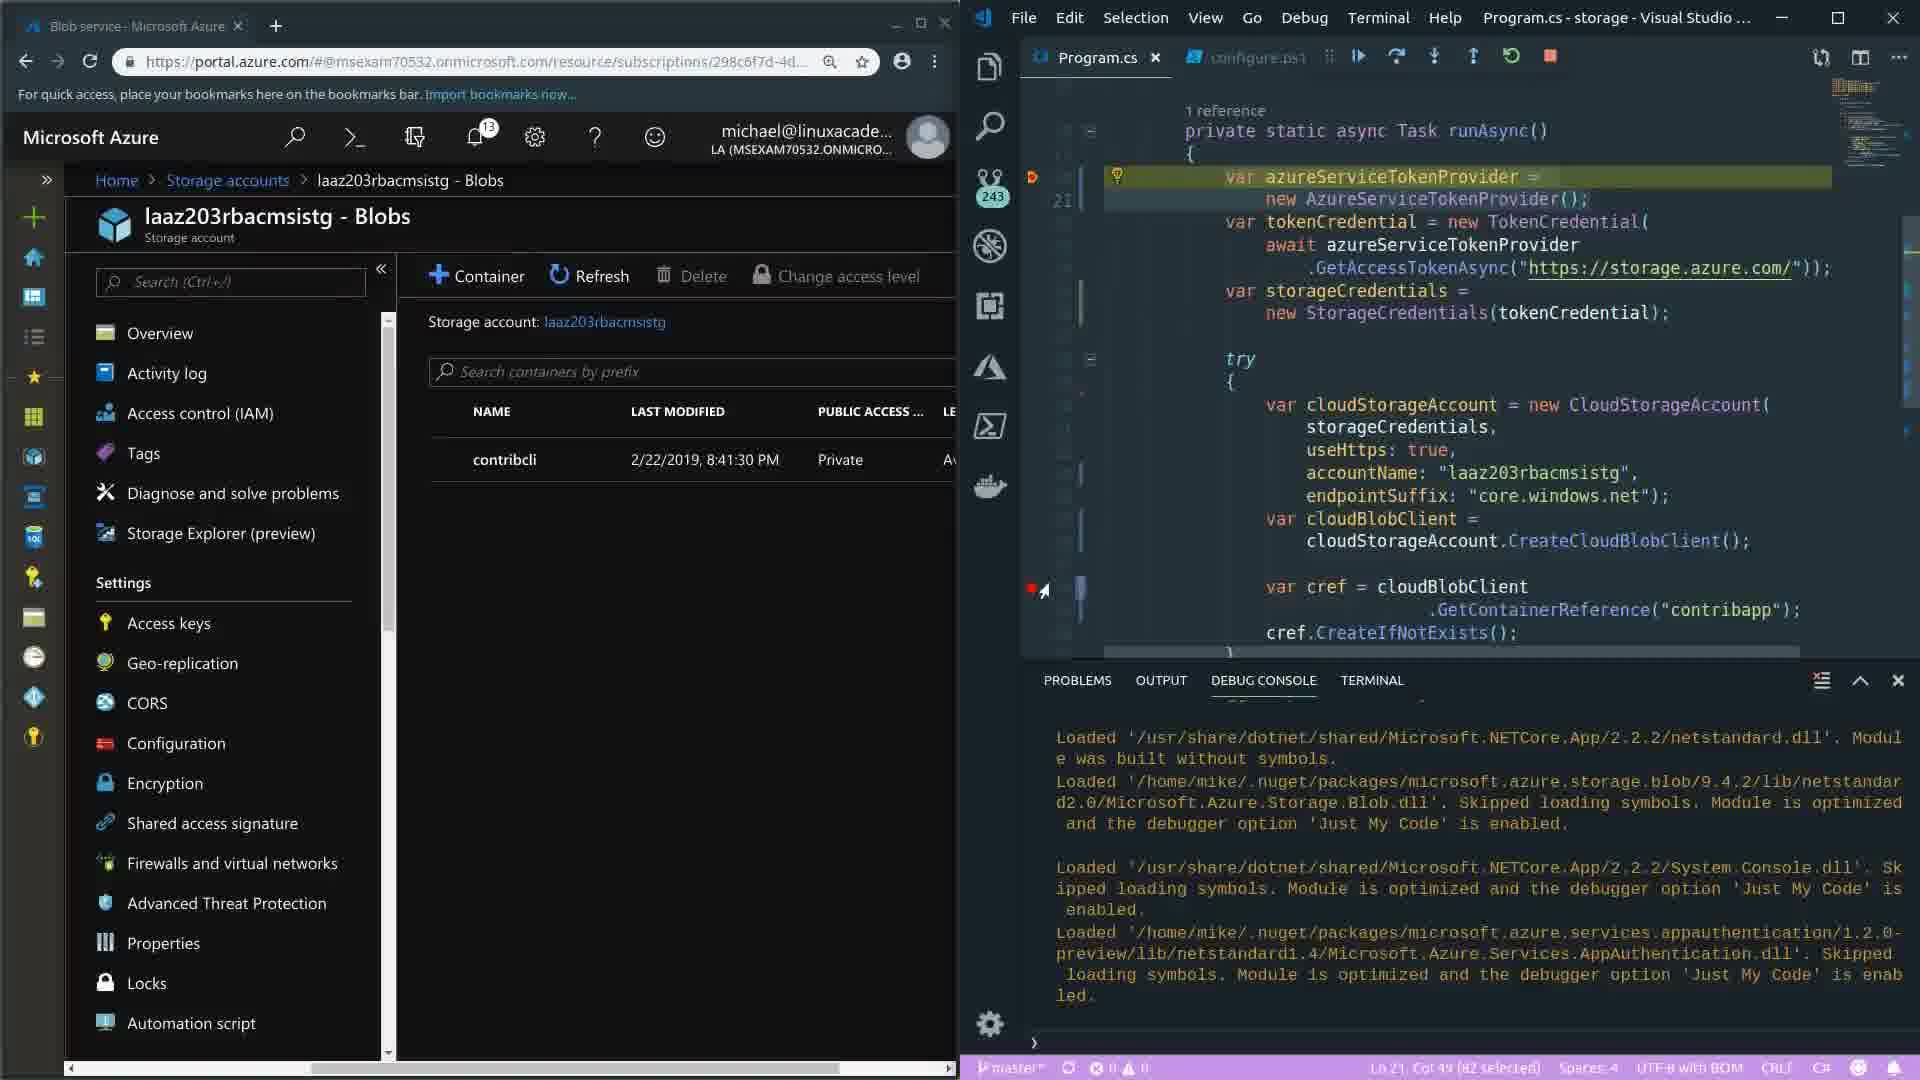 Blob service - Microsoft Azure
https://portal.azure.com/#@msexam70532.onmicrosoft.com/resource/subscriptions/298c6f7d-4d...
For quick access, place your bookmarks here on the bookmarks bar. Import bookmarks now...
Microsoft Azure
13
michael@linuxacade...
LA (MSEXAM70532.ONMICRO...
Home > Storage accounts > laaz203rbacmsistg - Blobs
laaz203rbacmsistg - Blobs
Storage account
Search (Ctrl+/)
Overview
Activity log
Access control (IAM)
Tags
Diagnose and solve problems
Storage Explorer (preview)
Settings
Access keys
Geo-replication
CORS
Configuration
Encryption
Shared access signature
Firewalls and virtual networks
Advanced Threat Protection
Properties
Locks
Automation script
Container Refresh Delete Change access level
Storage account: laaz203rbacmsistg
Search containers by prefix
NAME LAST MODIFIED PUBLIC ACCESS ... LE
contribcli 2/22/2019, 8:41:30 PM Private Av
File Edit Selection View Go Debug Terminal Help Program.cs - storage - Visual Studio ...
Program.cs configure.ps1
243
1 reference
private static async Task runAsync()
{
var azureServiceTokenProvider =
21 new AzureServiceTokenProvider();
var tokenCredential = new TokenCredential(
await azureServiceTokenProvider
.GetAccessTokenAsync("https://storage.azure.com/"));
var storageCredentials =
new StorageCredentials(tokenCredential);
try
{
var cloudStorageAccount = new CloudStorageAccount(
storageCredentials,
useHttps: true,
accountName: "laaz203rbacmsistg",
endpointSuffix: "core.windows.net");
var cloudBlobClient =
cloudStorageAccount.CreateCloudBlobClient();
var cref = cloudBlobClient
.GetContainerReference("contribapp");
cref.CreateIfNotExists();
}
PROBLEMS OUTPUT DEBUG CONSOLE TERMINAL
Loaded '/usr/share/dotnet/shared/Microsoft.NETCore.App/2.2.2/netstandard.dll'. Modul
e was built without symbols.
Loaded '/home/mike/.nuget/packages/microsoft.azure.storage.blob/9.4.2/lib/netstandar
d2.0/Microsoft.Azure.Storage.Blob.dll'. Skipped loading symbols. Module is optimized
and the debugger option 'Just My Code' is enabled.
Loaded '/usr/share/dotnet/shared/Microsoft.NETCore.App/2.2.2/System.Console.dll'. Sk
ipped loading symbols. Module is optimized and the debugger option 'Just My Code' is
enabled.
Loaded '/home/mike/.nuget/packages/microsoft.azure.services.appauthentication/1.2.0-
preview/lib/netstandard1.4/Microsoft.Azure.Services.AppAuthentication.dll'. Skipped
loading symbols. Module is optimized and the debugger option 'Just My Code' is enab
led.
master* 0 0 Ln 21, Col 49 (82 selected) Spaces: 4 UTF-8 with BOM CRLF C#